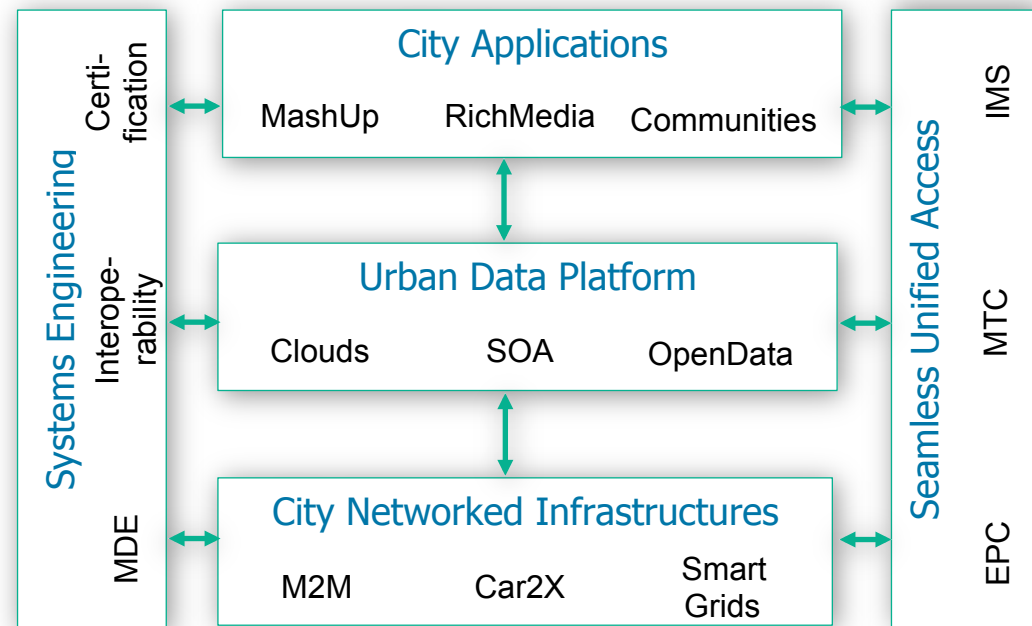 Systems Engineering
Certi-
fication
Interope-
rability
MDE
City Applications
MashUp RichMedia Communities
Urban Data Platform
Clouds SOA OpenData
City Networked Infrastructures
M2M Car2X Smart
Grids
Seamless Unified Access
IMS
MTC
EPC